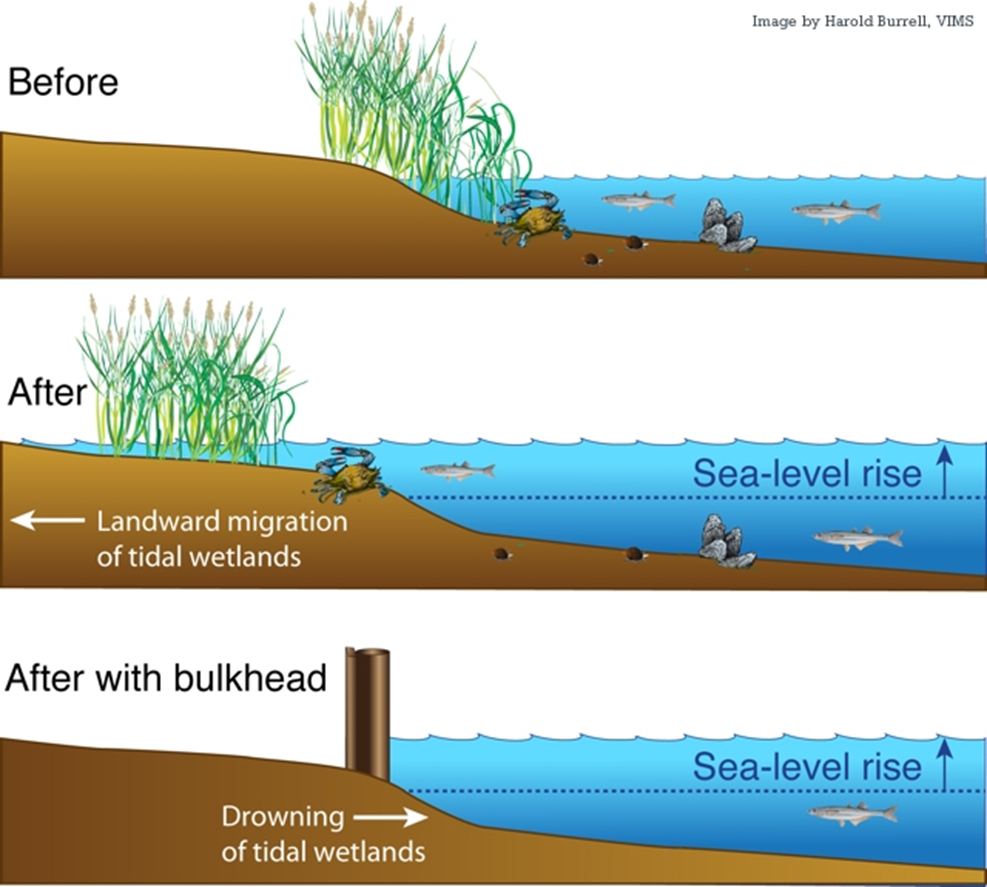 Image by Harold Burrell, VIMS
Before
After
Sea-level rise
Landward migration
of tidal wetlands
After with bulkhead
Sea-level rise
Drowning
of tidal wetlands